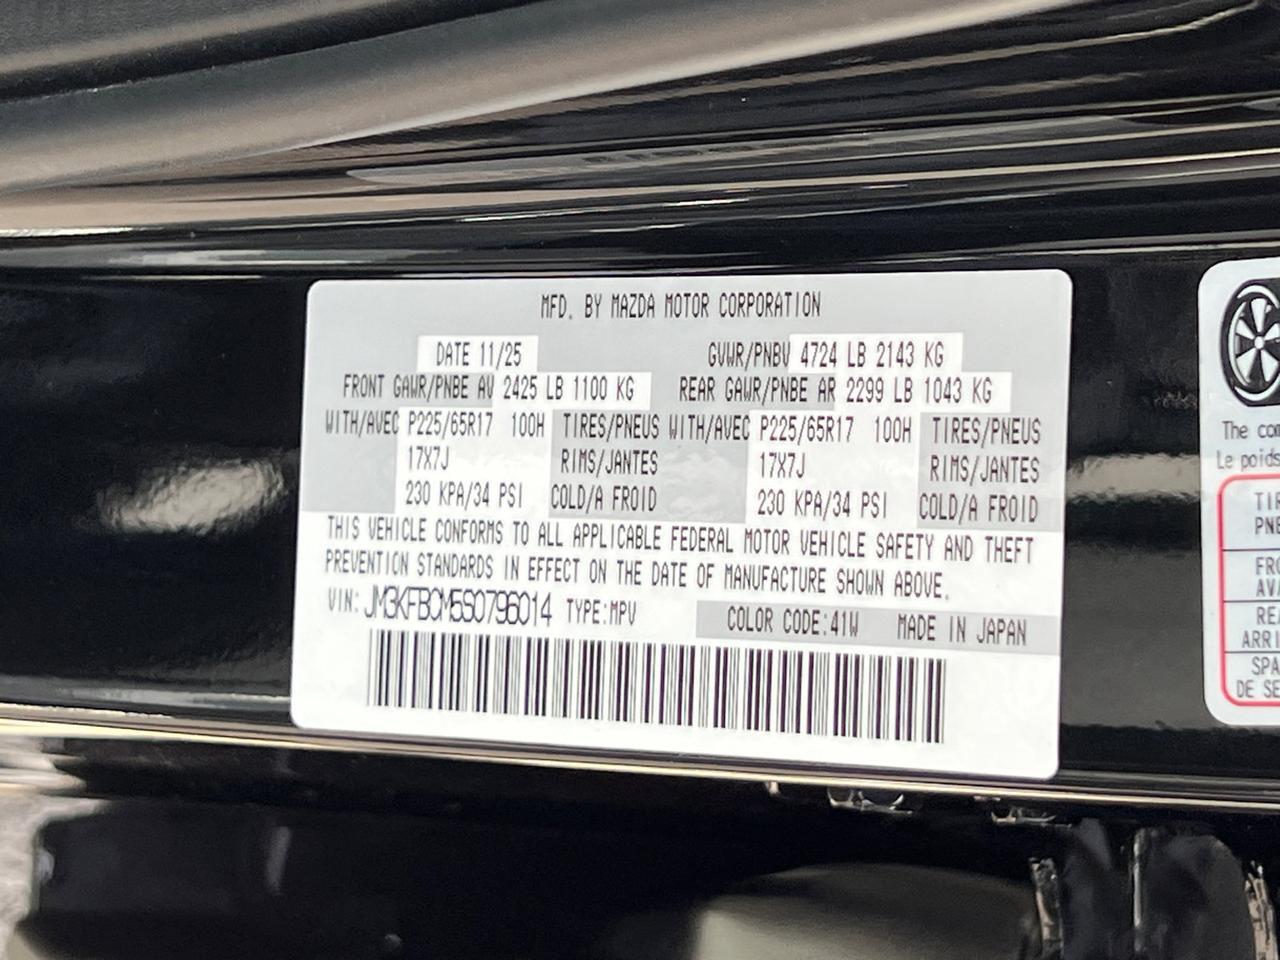 MFD. BY MAZDA MOTOR CORPORATION
DATE 11/25 GVWR/PNBV 4724 LB 2143 KG
FRONT GAWR/PNBE AV 2425 LB 1100 KG REAR GAWR/PNBE AR 2299 LB 1043 KG
WITH/AVEC P225/65R17 100H TIRES/PNEUS WITH/AVEC P225/65R17 100H TIRES/PNEUS
17X7J RIMS/JANTES 17X7J RIMS/JANTES
230 KPA/34 PSI COLD/A FROID 230 KPA/34 PSI COLD/A FROID
THIS VEHICLE CONFORMS TO ALL APPLICABLE FEDERAL MOTOR VEHICLE SAFETY AND THEFT
PREVENTION STANDARDS IN EFFECT ON THE DATE OF MANUFACTURE SHOWN ABOVE.
VIN: JM3KFBCM5S0796014 TYPE:MPV COLOR CODE:41W MADE IN JAPAN
The
Le poids